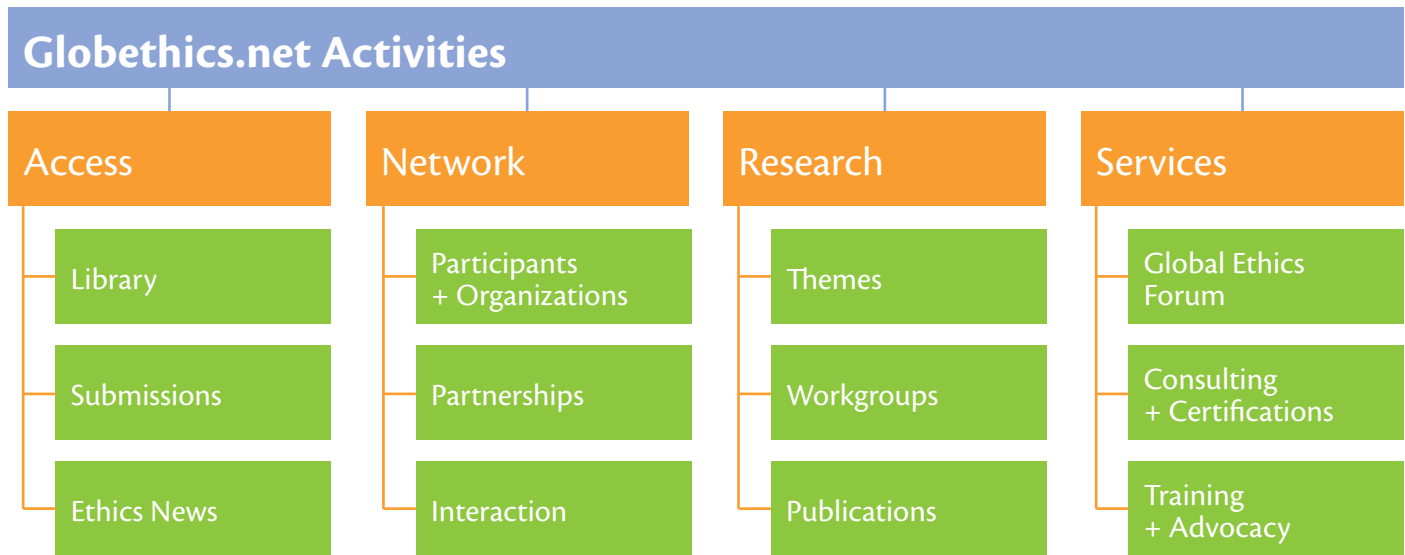 Globethics.net Activities
Access
Library
Submissions
Ethics News
Network
Participants
+ Organizations
Partnerships
Interaction
Research
Themes
Workgroups
Publications
Services
Global Ethics
Forum
Consulting
+ Certifications
Training
+ Advocacy